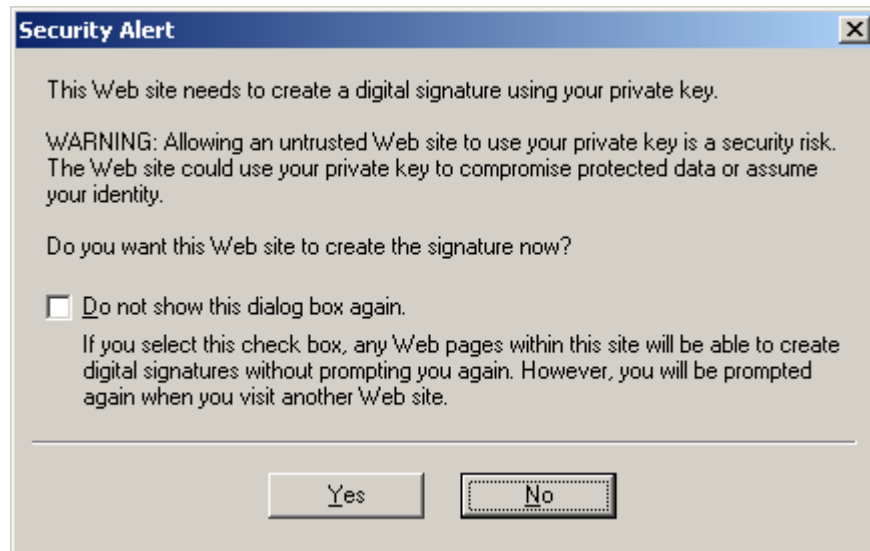 Security Alert
This Web site needs to create a digital signature using your private key.
WARNING: Allowing an untrusted Web site to use your private key is a security risk.
The Web site could use your private key to compromise protected data or assume
your identity.
Do you want this Web site to create the signature now?
Do not show this dialog box again.
If you select this check box, any Web pages within this site will be able to create
digital signatures without prompting you again. However, you will be prompted
again when you visit another Web site.
Yes No